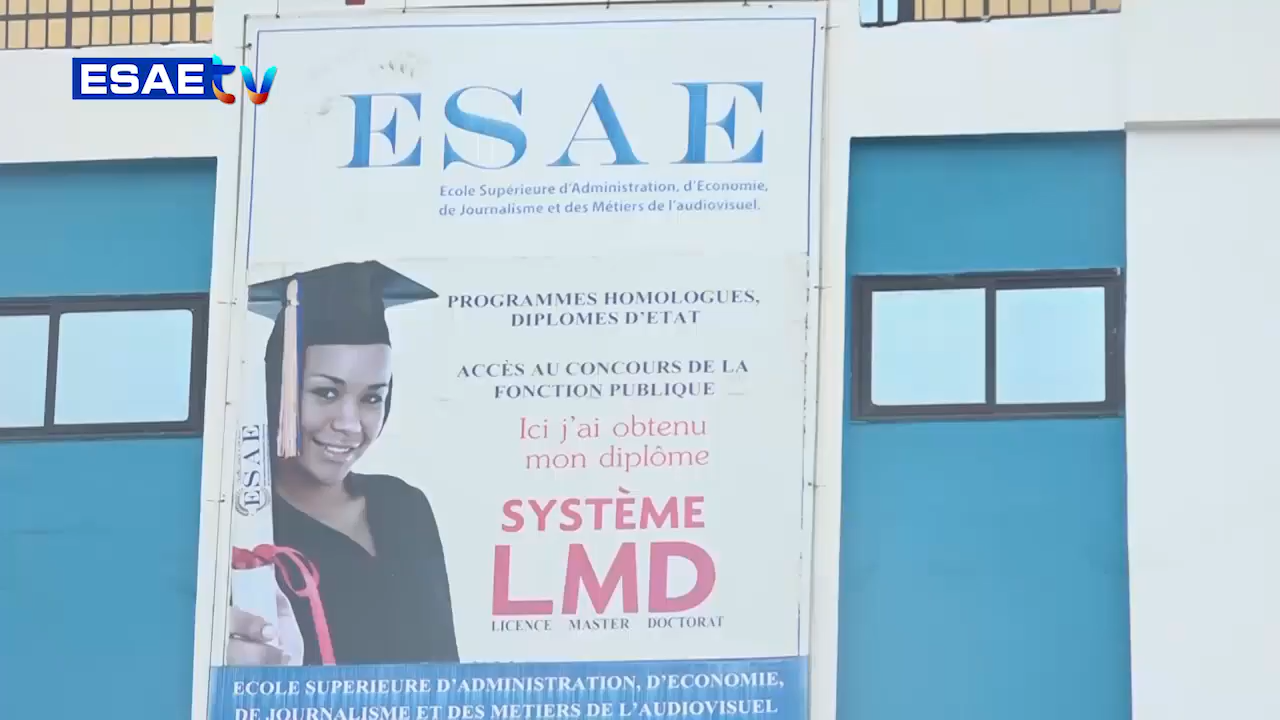 ESAEtv
ESAE
Ecole Supérieure d'Administration, d'Economie,
de Journalisme et des Métiers de l'audiovisuel.
PROGRAMMES HOMOLOGUES,
DIPLOMES D'ETAT
ACCÈS AU CONCOURS DE LA
FONCTION PUBLIQUE
Ici j'ai obtenu
mon diplôme
SYSTÈME
LMD
LICENCE MASTER DOCTORAT
ESAE
ECOLE SUPERIEURE D'ADMINISTRATION, D'ECONOMIE,
DE JOURNALISME ET DES METIERS DE L'AUDIOVISUEL